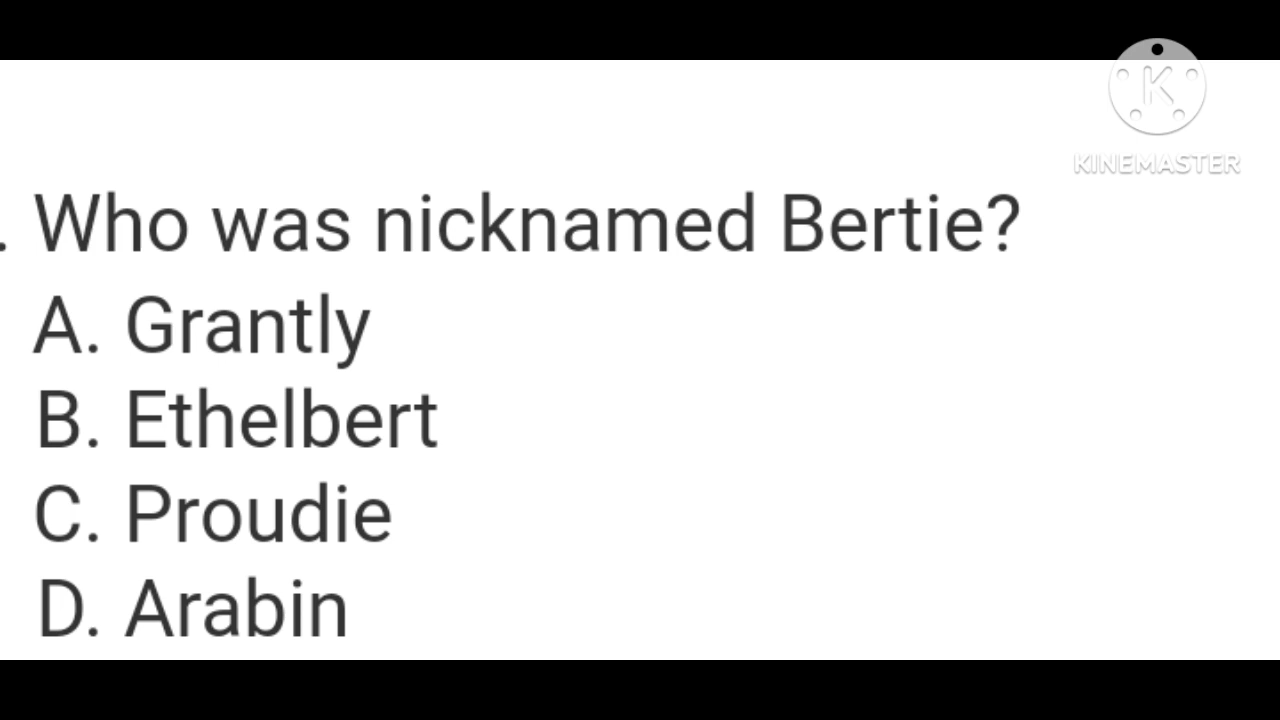 K
KINEMASTER
. Who was nicknamed Bertie?
A. Grantly
B. Ethelbert
C. Proudie
D. Arabin